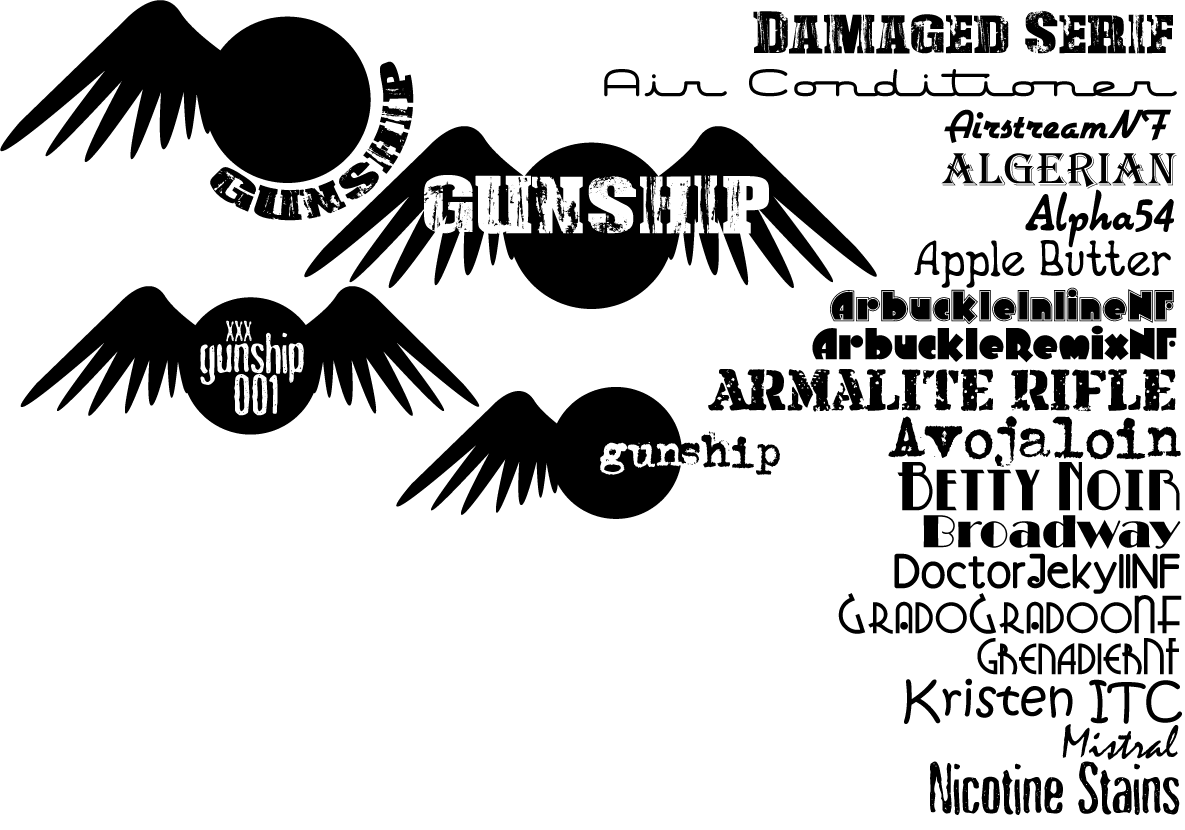 GUNSHIP
GUNSHIP
XXX
gunship
001
gunship
DAMAGED SERIF
Air Conditioner
AirstreamNF
ALGERIAN
Alpha54
Apple Butter
ArbuckleInlineNF
ArbuckleRemixNF
ARMALITE RIFLE
Avojaloin
BETTY NOIR
Broadway
DoctorJekyllNF
GRADOGRADOONF
GRENADIERNF
Kristen ITC
Mistral
Nicotine Stains